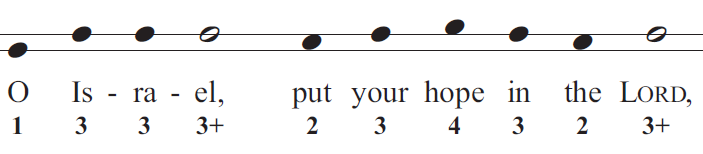 O Is - ra - el, put your hope in the LORD,
1 3 3 3+ 2 3 4 3 2 3+